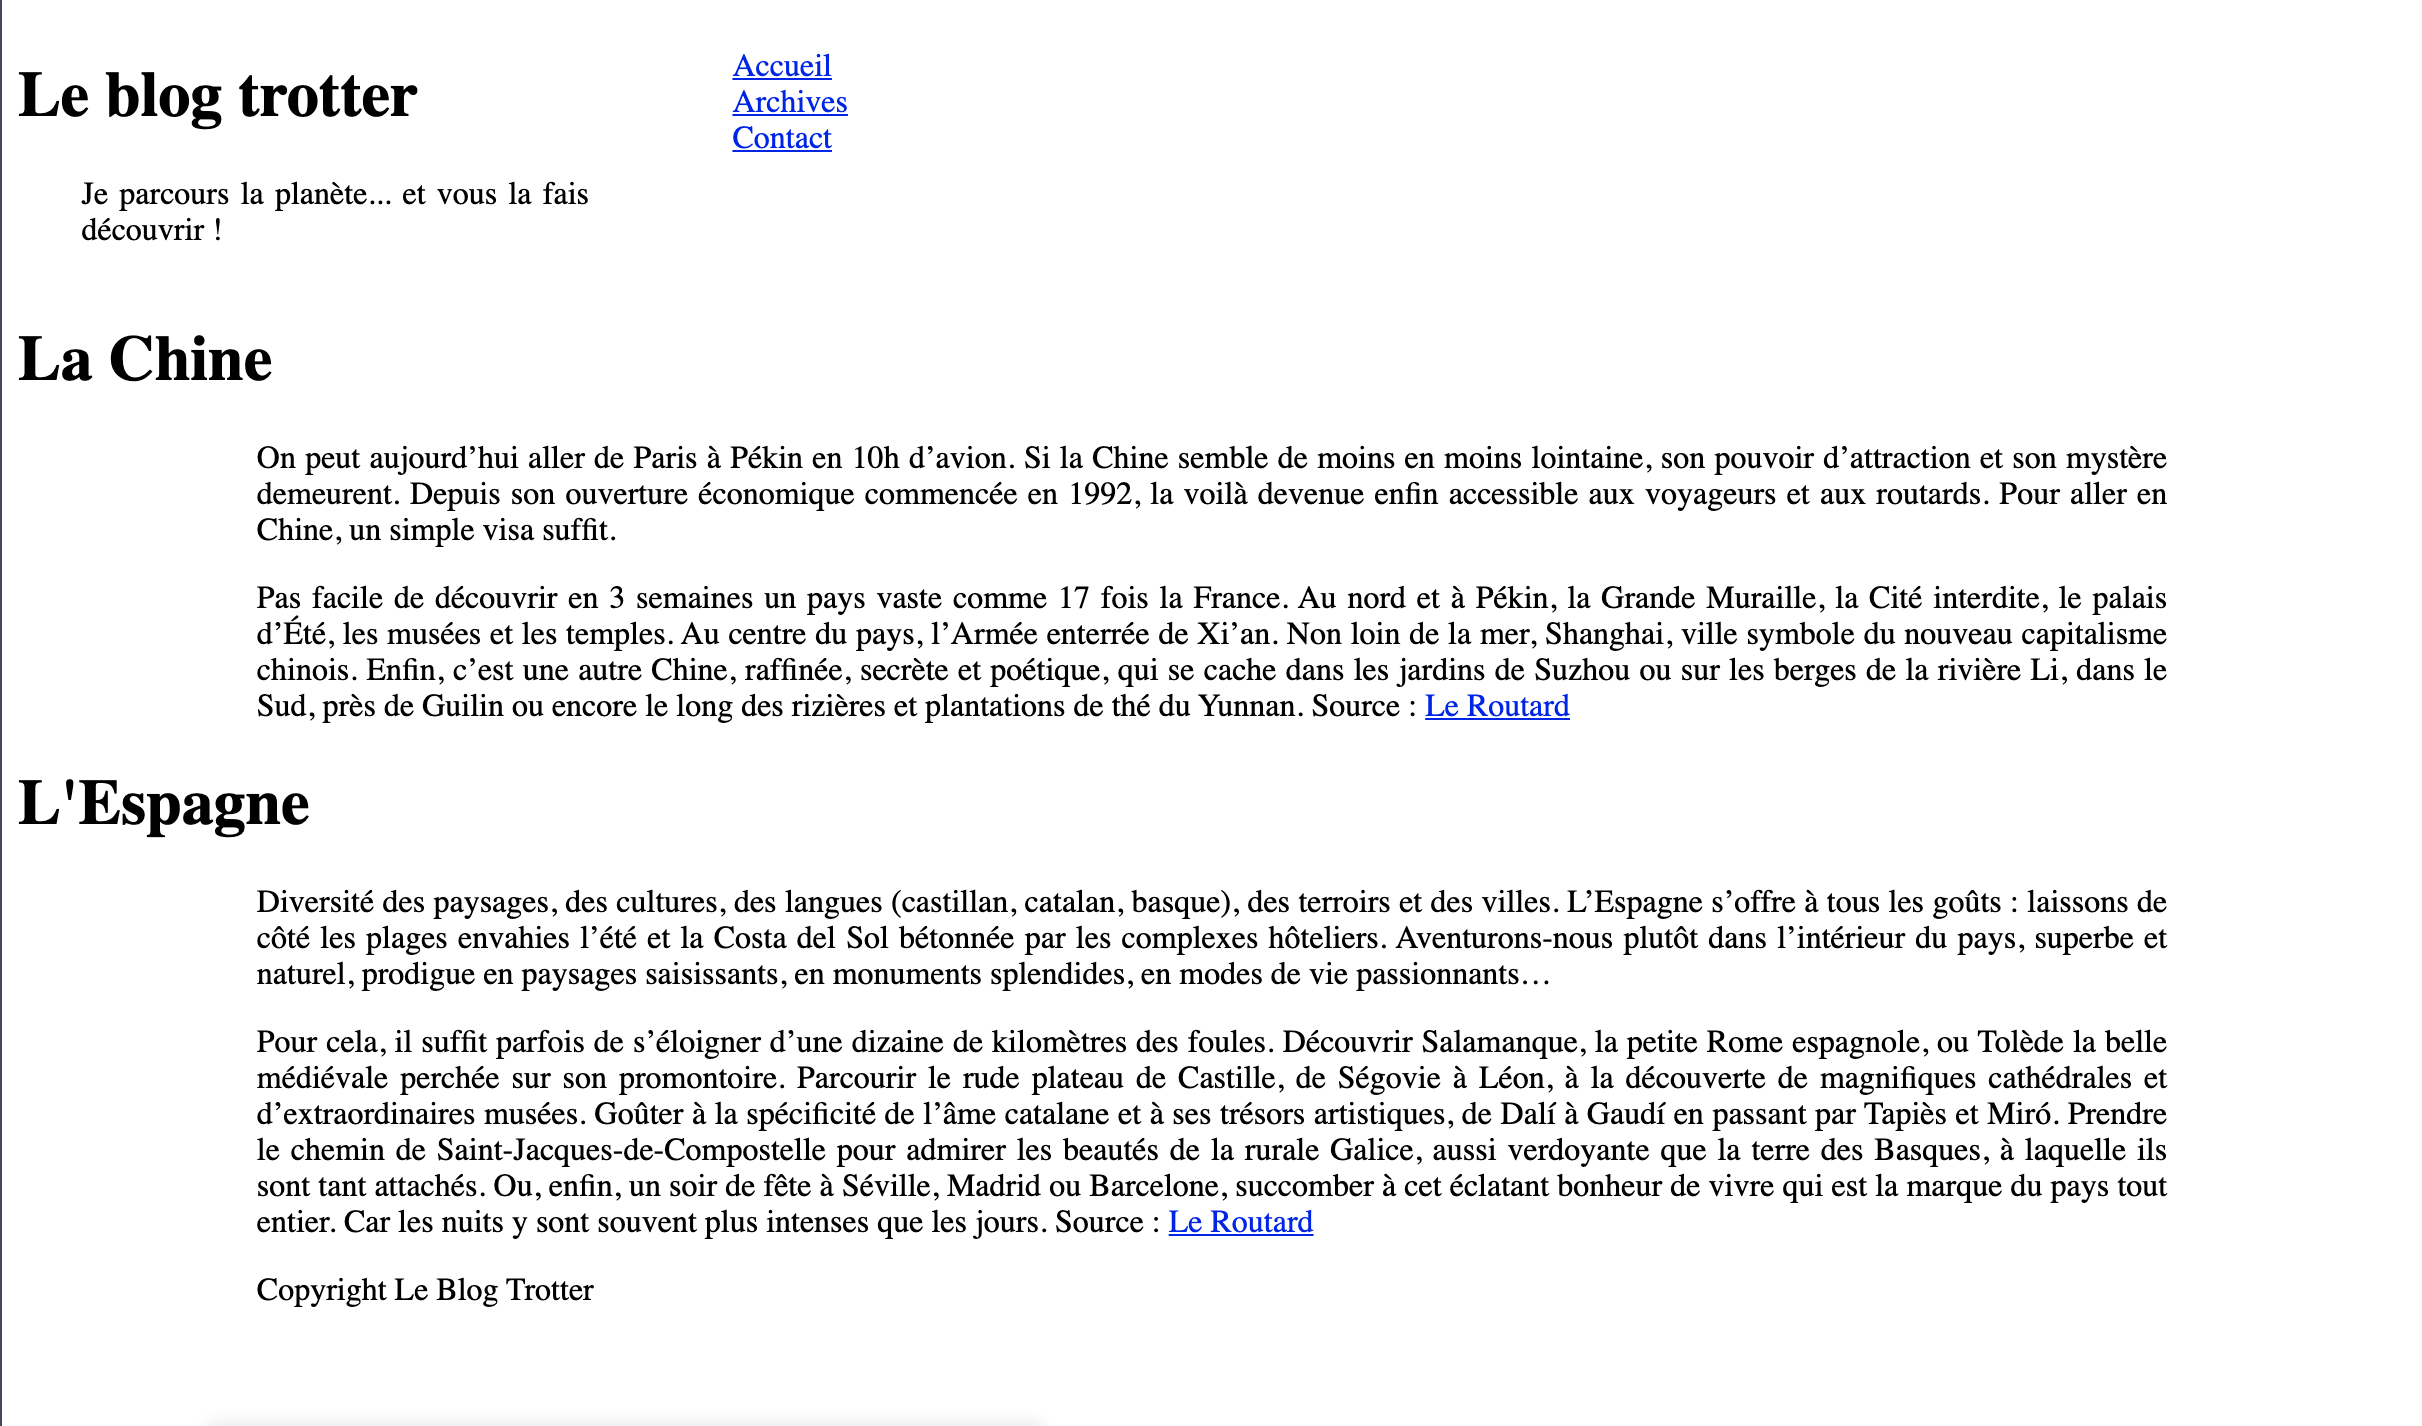 Le blog trotter
Je parcours la planète... et vous la fais
découvrir !
Accueil
Archives
Contact
La Chine
On peut aujourd’hui aller de Paris à Pékin en 10h d’avion. Si la Chine semble de moins en moins lointaine, son pouvoir d’attraction et son mystère
demeurent. Depuis son ouverture économique commencée en 1992, la voilà devenue enfin accessible aux voyageurs et aux routards. Pour aller en
Chine, un simple visa suffit.
Pas facile de découvrir en 3 semaines un pays vaste comme 17 fois la France. Au nord et à Pékin, la Grande Muraille, la Cité interdite, le palais
d’Été, les musées et les temples. Au centre du pays, l’Armée enterrée de Xi’an. Non loin de la mer, Shanghai, ville symbole du nouveau capitalisme
chinois. Enfin, c’est une autre Chine, raffinée, secrète et poétique, qui se cache dans les jardins de Suzhou ou sur les berges de la rivière Li, dans le
Sud, près de Guilin ou encore le long des rizières et plantations de thé du Yunnan. Source : Le Routard
L'Espagne
Diversité des paysages, des cultures, des langues (castillan, catalan, basque), des terroirs et des villes. L’Espagne s’offre à tous les goûts : laissons de
côté les plages envahies l’été et la Costa del Sol bétonnée par les complexes hôteliers. Aventurons-nous plutôt dans l’intérieur du pays, superbe et
naturel, prodigue en paysages saisissants, en monuments splendides, en modes de vie passionnants…
Pour cela, il suffit parfois de s’éloigner d’une dizaine de kilomètres des foules. Découvrir Salamanque, la petite Rome espagnole, ou Tolède la belle
médiévale perchée sur son promontoire. Parcourir le rude plateau de Castille, de Ségovie à Léon, à la découverte de magnifiques cathédrales et
d’extraordinaires musées. Goûter à la spécificité de l’âme catalane et à ses trésors artistiques, de Dalí à Gaudí en passant par Tapiès et Miró. Prendre
le chemin de Saint-Jacques-de-Compostelle pour admirer les beautés de la rurale Galice, aussi verdoyante que la terre des Basques, à laquelle ils
sont tant attachés. Ou, enfin, un soir de fête à Séville, Madrid ou Barcelone, succomber à cet éclatant bonheur de vivre qui est la marque du pays tout
entier. Car les nuits y sont souvent plus intenses que les jours. Source : Le Routard
Copyright Le Blog Trotter